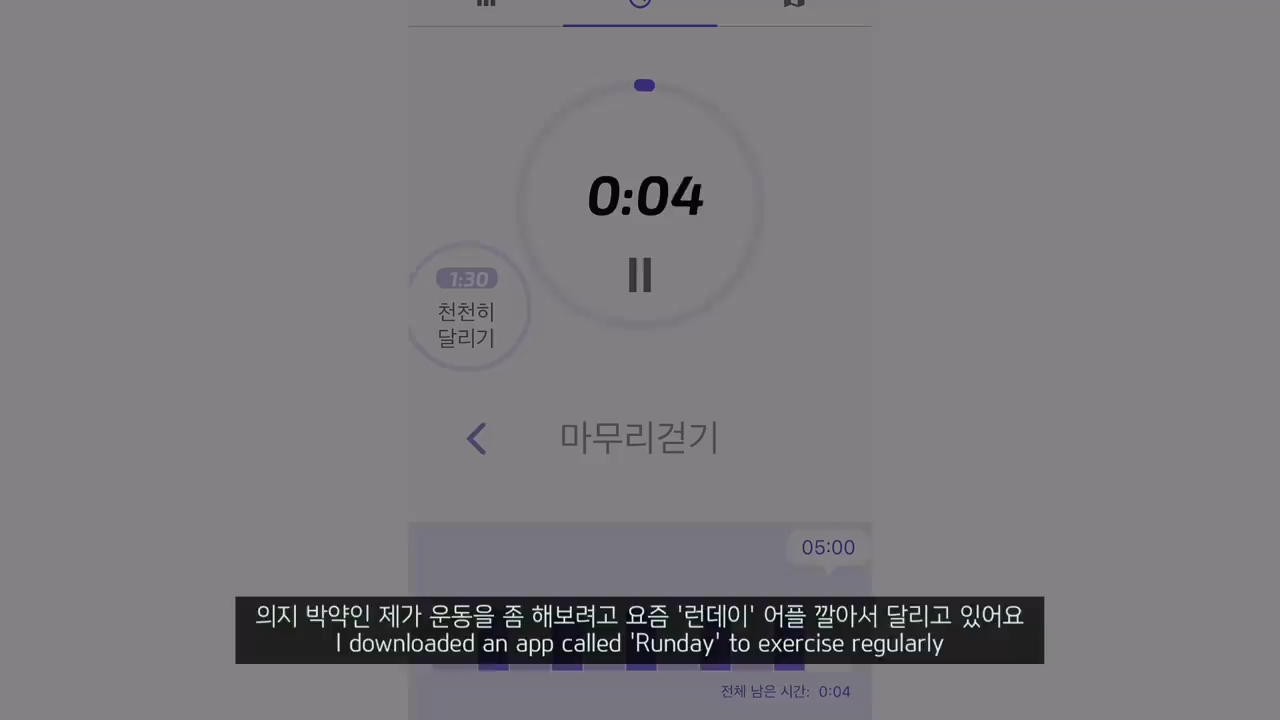 0:04
1:30
천천히
달리기
마무리걷기
05:00
의지 박약인 제가 운동을 좀 해보려고 요즘 '런데이' 어플 깔아서 달리고 있어요
I downloaded an app called 'Runday' to exercise regularly
전체 남은 시간: 0:04